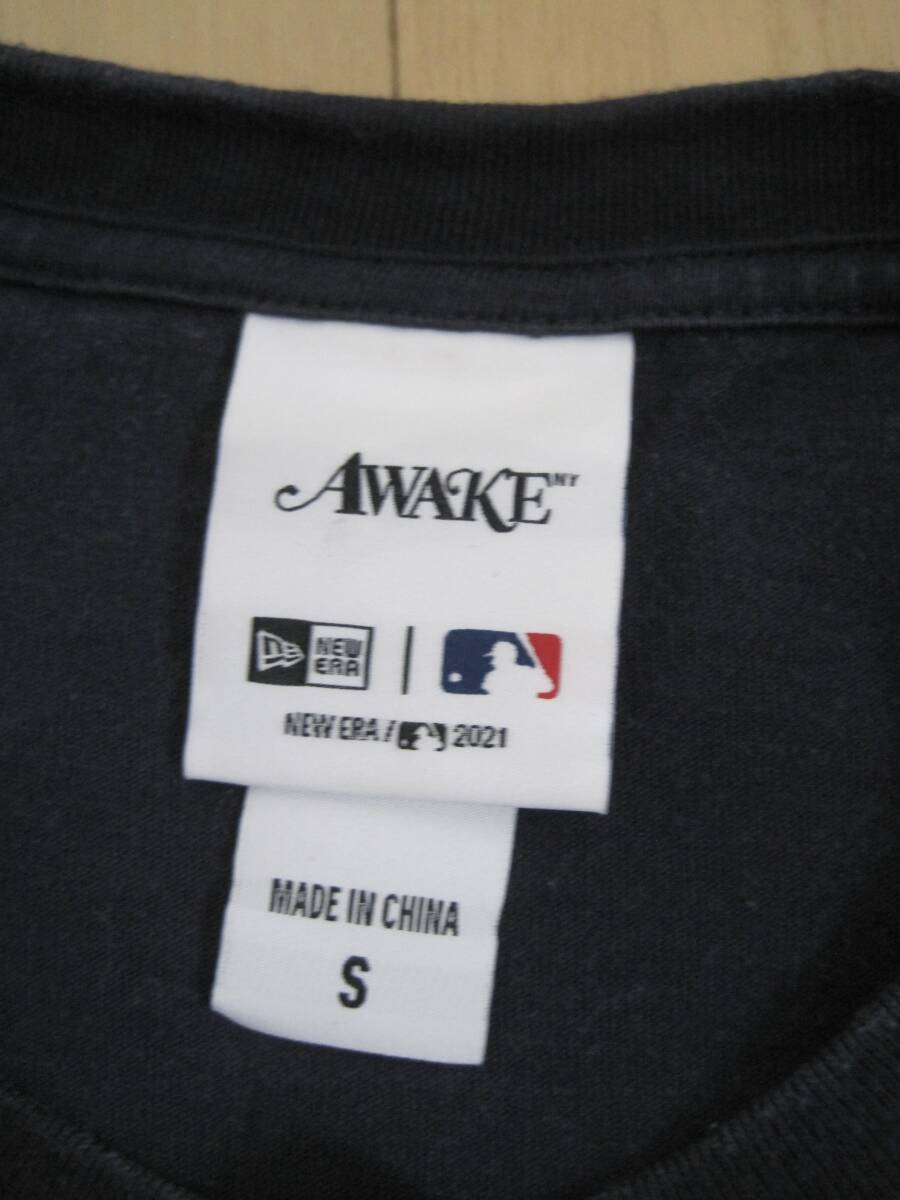 AWAKE NY
NEW ERA
NEW ERA / 2021
MADE IN CHINA
S